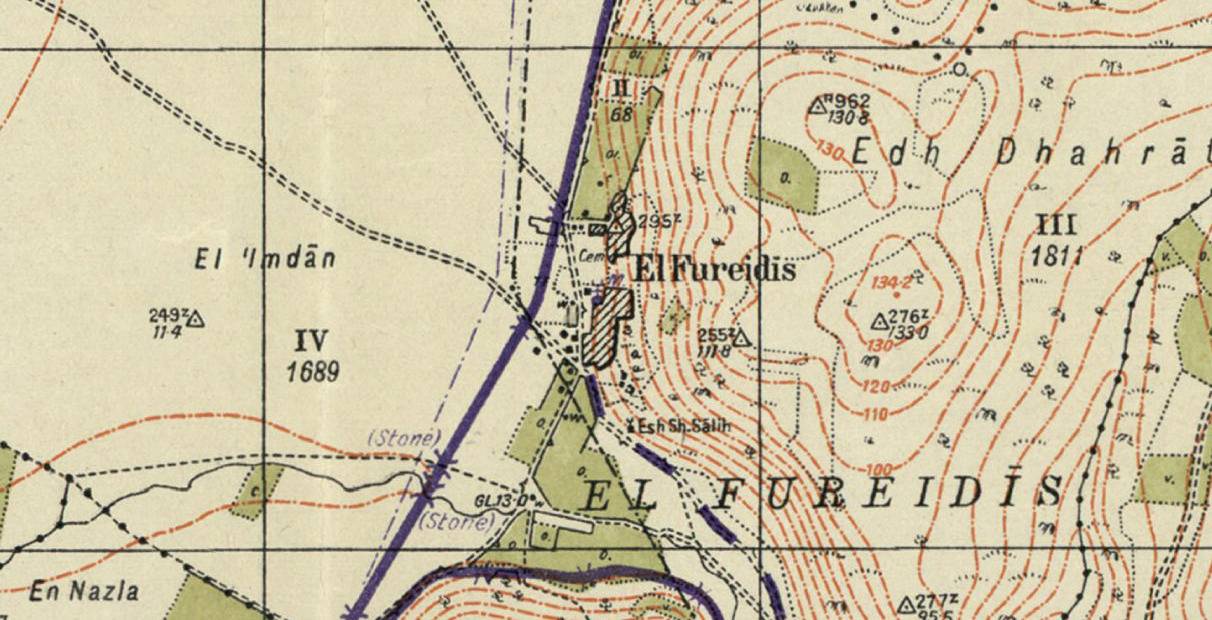 II
68
ᴿ962
130·8
130
Edh Dhahrāt
o.
295ᶻ
Cem
El Fureidīs
III
1811
v.
El 'Imdān
134·2
249ᶻ
11·4
276ᶻ
133·0
255ᶻ
111·8
130
IV
1689
120
110
Esh Sh. Sālih
(Stone)
100
EL FUREIDĪS
GL.13·0
(Stone)
v.
En Nazla
277ᶻ
95·5